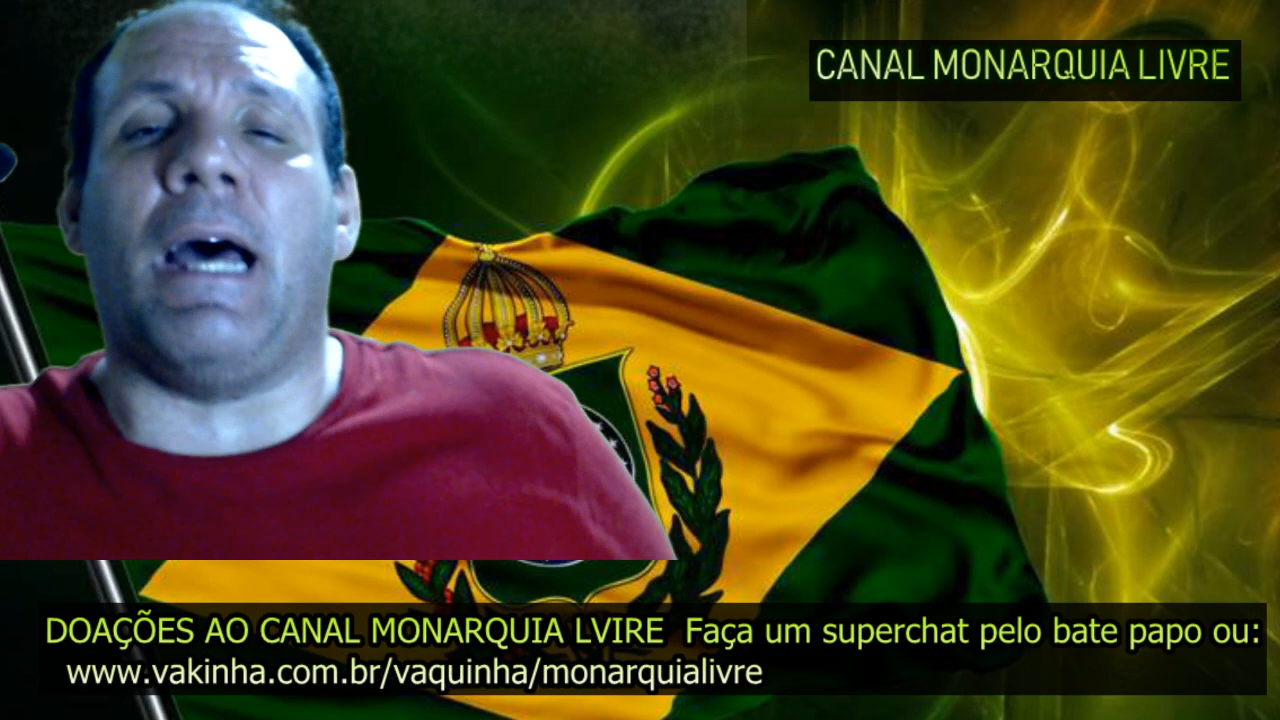 CANAL MONARQUIA LIVRE
DOAÇÕES AO CANAL MONARQUIA LVIRE Faça um superchat pelo bate papo ou:
www.vakinha.com.br/vaquinha/monarquialivre